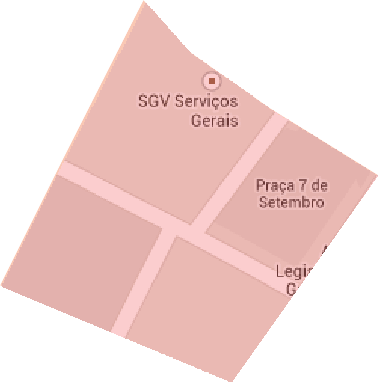 SGV Serviços
Gerais
Praça 7 de
Setembro